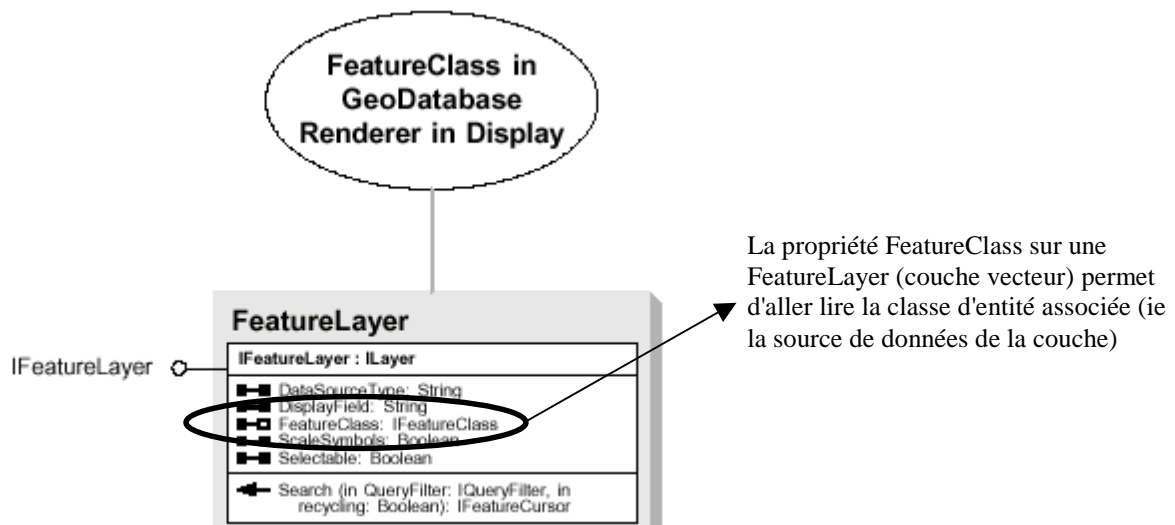 FeatureClass in
GeoDatabase
Renderer in Display
La propriété FeatureClass sur une
FeatureLayer (couche vecteur) permet
d'aller lire la classe d'entité associée (ie
la source de données de la couche)
FeatureLayer
IFeatureLayer
IFeatureLayer : ILayer
DataSourceType: String
DisplayField: String
FeatureClass: IFeatureClass
ScaleSymbols: Boolean
Selectable: Boolean
Search (in QueryFilter: IQueryFilter, in
recycling: Boolean): IFeatureCursor